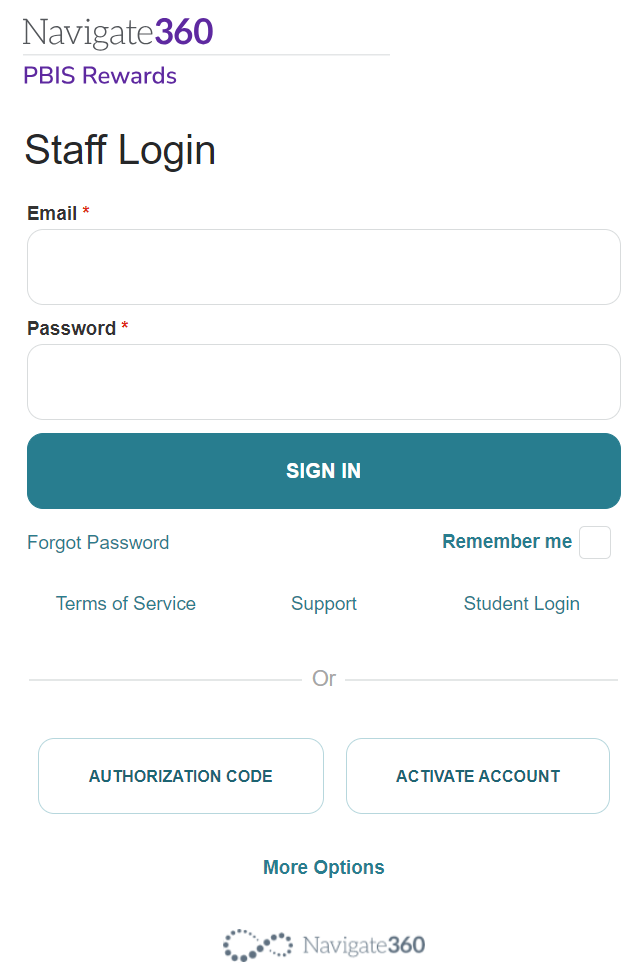 Navigate360
PBIS Rewards
Staff Login
Email *
Password *
SIGN IN
Forgot Password Remember me
Terms of Service Support Student Login
Or
AUTHORIZATION CODE ACTIVATE ACCOUNT
More Options
Navigate360